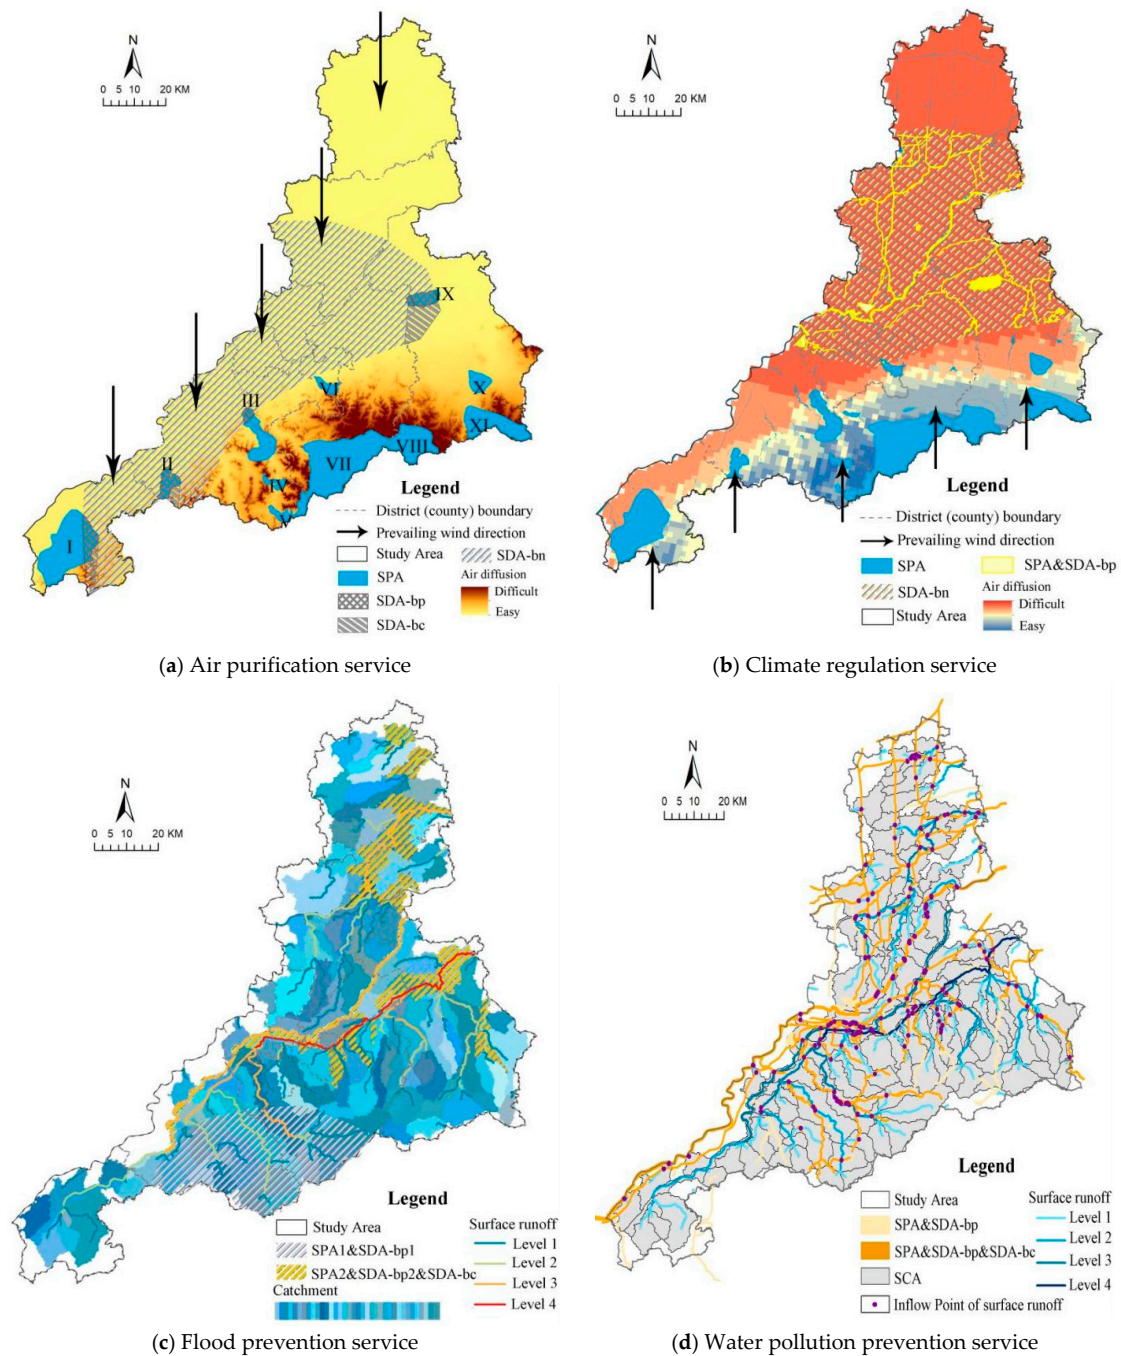 N
0 5 10 20 KM
I
II
III
IV
V
VI
VII
VIII
IX
X
XI
Legend
District (county) boundary
Prevailing wind direction
Study Area
SDA-bn
SPA
Air diffusion
SDA-bp
Difficult
Easy
SDA-bc
(a) Air purification service
N
0 5 10 20 KM
Legend
District (county) boundary
Prevailing wind direction
SPA
SPA&SDA-bp
SDA-bn
Air diffusion
Difficult
Study Area
Easy
(b) Climate regulation service
N
0 5 10 20 KM
Legend
Study Area
Surface runoff
SPA1&SDA-bp1
Level 1
Level 2
SPA2&SDA-bp2&SDA-bc
Level 3
Catchment
Level 4
(c) Flood prevention service
N
0 5 10 20 KM
Legend
Study Area
Surface runoff
SPA&SDA-bp
Level 1
Level 2
SPA&SDA-bp&SDA-bc
Level 3
SCA
Level 4
Inflow Point of surface runoff
(d) Water pollution prevention service